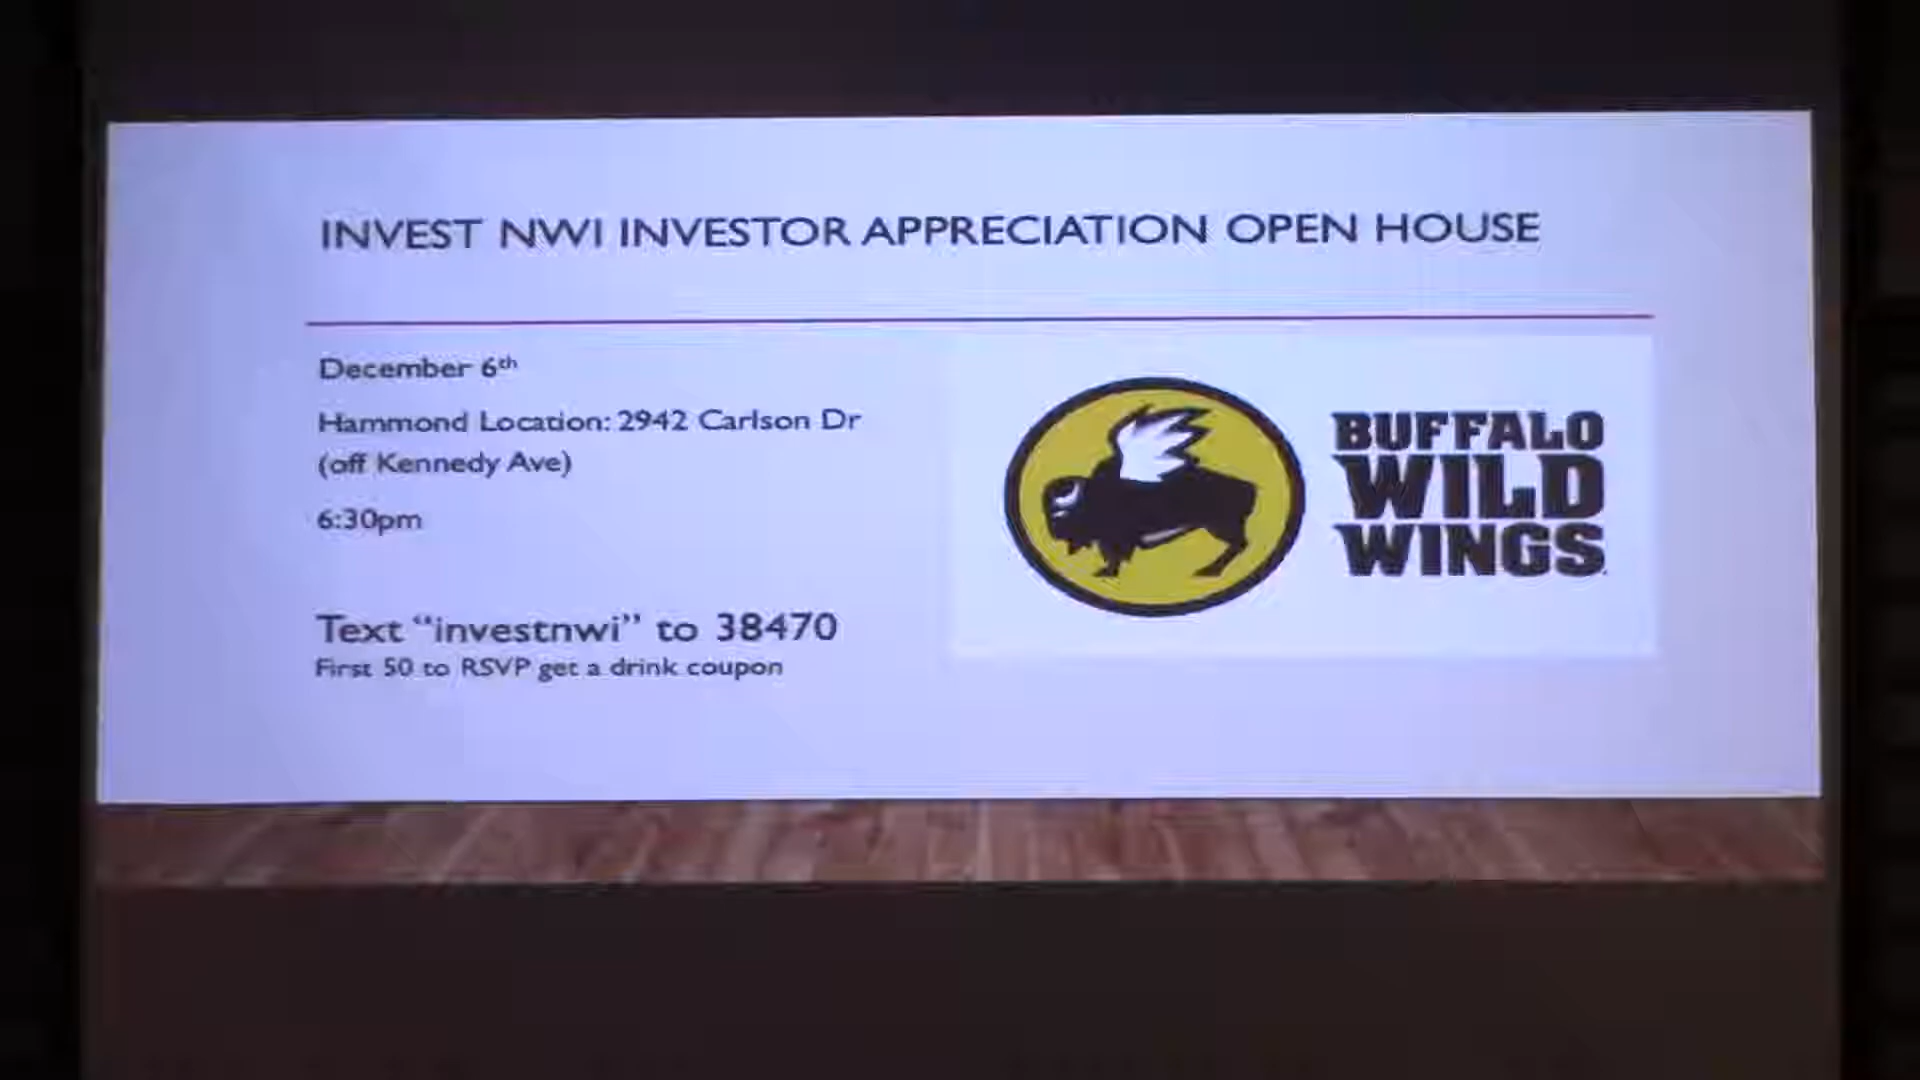 INVEST NWI INVESTOR APPRECIATION OPEN HOUSE
December 6th
Hammond Location: 2942 Carlson Dr
(off Kennedy Ave)
6:30pm
Text “investnwi” to 38470
First 50 to RSVP get a drink coupon
BUFFALO
WILD
WINGS